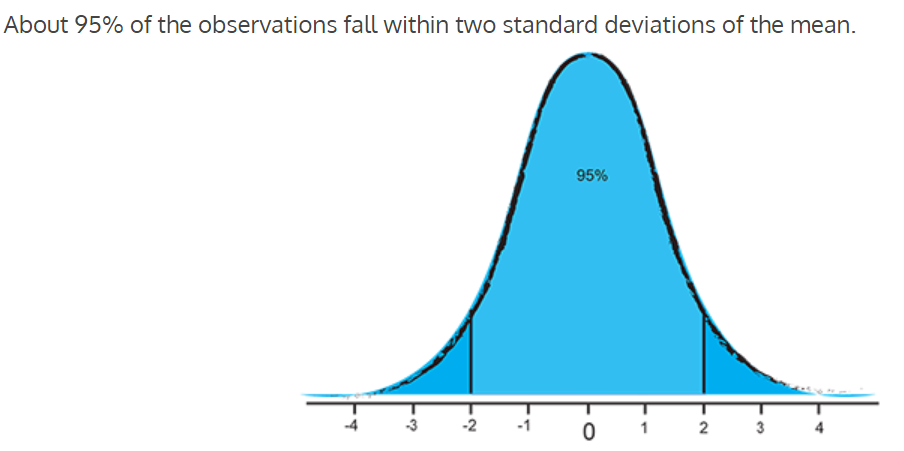 About 95% of the observations fall within two standard deviations of the mean.
95%
-4 -3 -2 -1 0 1 2 3 4